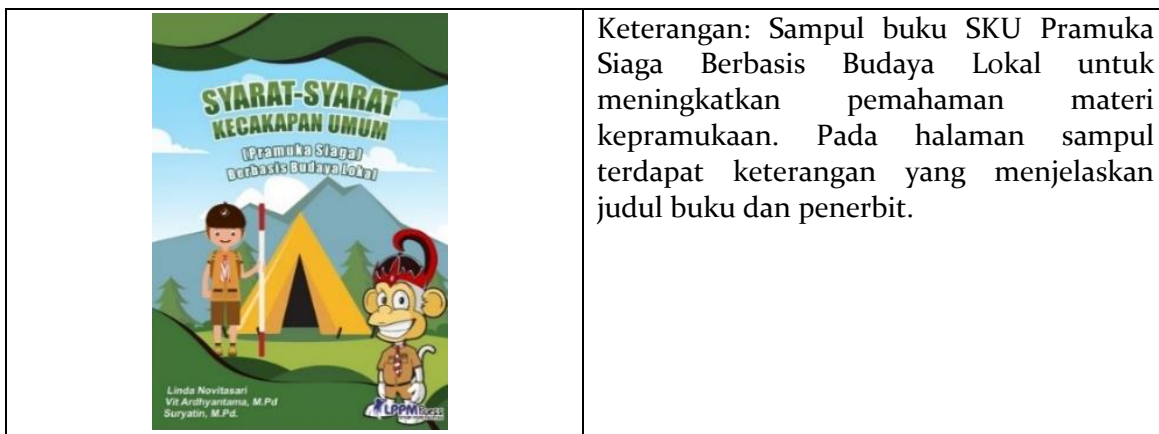 SYARAT-SYARAT
KECAKAPAN UMUM
(Pramuka Siaga)
Berbasis Budaya Lokal
Linda Novitasari
Vit Ardhyantama, M.Pd
Suryatin, M.Pd.
LPPM Press
Keterangan: Sampul buku SKU Pramuka
Siaga Berbasis Budaya Lokal untuk
meningkatkan pemahaman materi
kepramukaan. Pada halaman sampul
terdapat keterangan yang menjelaskan
judul buku dan penerbit.